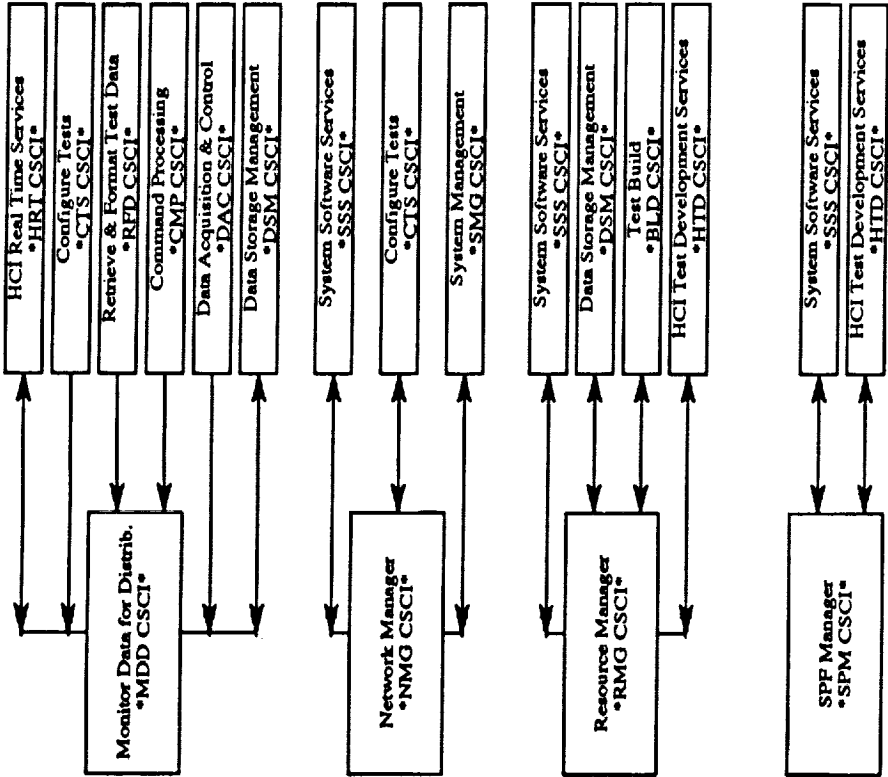 HCI Real Time Services
*HRT CSCI*
Configure Tests
*CTS CSCI*
Retrieve & Format Test Data
*RFD CSCI*
Command Processing
*CMP CSCI*
Data Acquisition & Control
*DAC CSCI*
Data Storage Management
*DSM CSCI*
Monitor Data for Distrib.
*MDD CSCI*
System Software Services
*SSS CSCI*
Configure Tests
*CTS CSCI*
System Management
*SMG CSCI*
Network Manager
*NMG CSCI*
System Software Services
*SSS CSCI*
Data Storage Management
*DSM CSCI*
Test Build
*BLD CSCI*
HCI Test Development Services
*HTD CSCI*
Resource Manager
*RMG CSCI*
System Software Services
*SSS CSCI*
HCI Test Development Services
*HTD CSCI*
SPF Manager
*SPM CSCI*